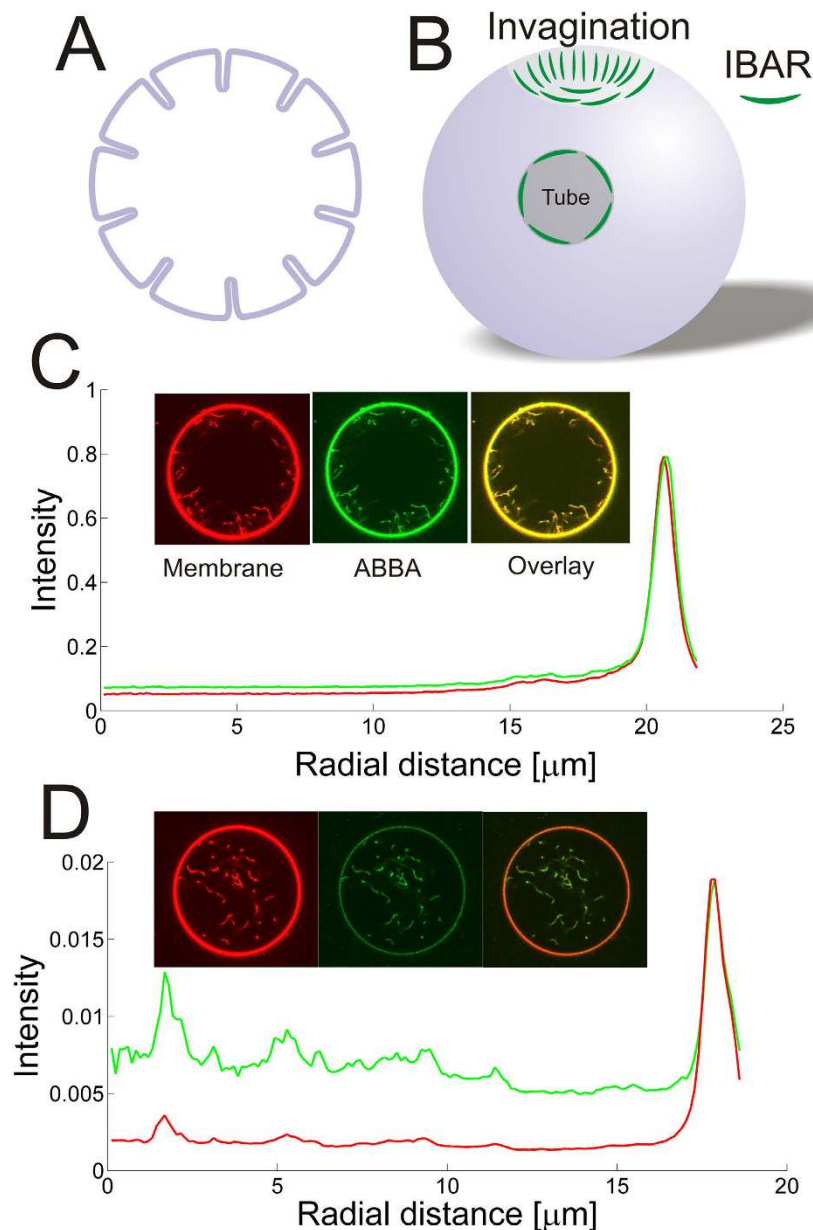 A
B
Invagination
IBAR
Tube
C
1
0.8
0.6
0.4
0.2
0
Intensity
Membrane
ABBA
Overlay
0 5 10 15 20 25
Radial distance [μm]
D
0.02
0.015
0.01
0.005
0
Intensity
0 5 10 15 20
Radial distance [μm]